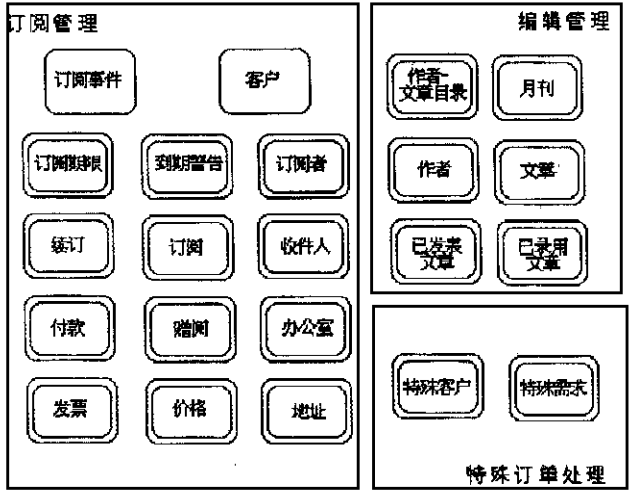 订阅管理
订阅事件
客户
订阅期限
到期警告
订阅者
续订
订阅
收件人
付款
赠阅
办公室
发票
价格
地址
编辑管理
作者-
文章目录
月刊
作者
文章
已发表
文章
已录用
文章
特殊客户
特殊需求
特殊订单处理